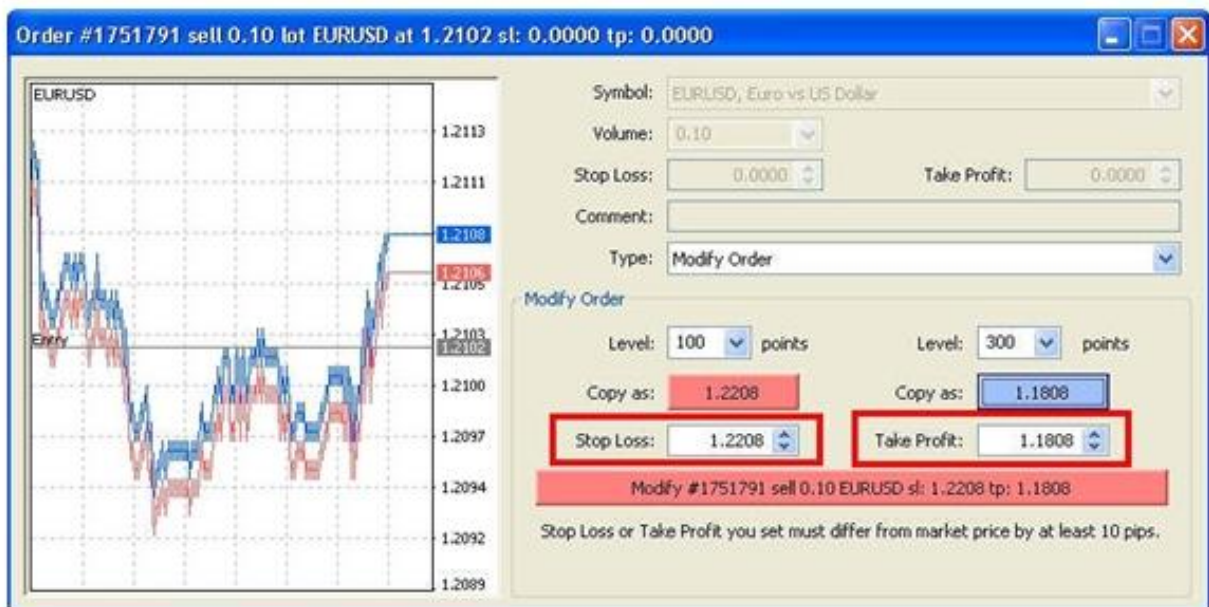 Order #1751791 sell 0.10 lot EURUSD at 1.2102 sl: 0.0000 tp: 0.0000
EURUSD
1.2113
1.2111
1.2108
1.2106
1.2105
1.2103
Entry
1.2102
1.2100
1.2097
1.2094
1.2092
1.2089
Symbol: EURUSD, Euro vs US Dollar
Volume: 0.10
Stop Loss: 0.0000 Take Profit: 0.0000
Comment:
Type: Modify Order
Modify Order
Level: 100 points Level: 300 points
Copy as: 1.2208 Copy as: 1.1808
Stop Loss: 1.2208 Take Profit: 1.1808
Modify #1751791 sell 0.10 EURUSD sl: 1.2208 tp: 1.1808
Stop Loss or Take Profit you set must differ from market price by at least 10 pips.